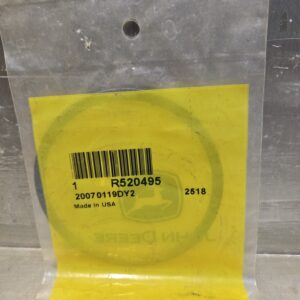 1 R520495
20070119DY2 2518
Made in USA
JOHN DEERE